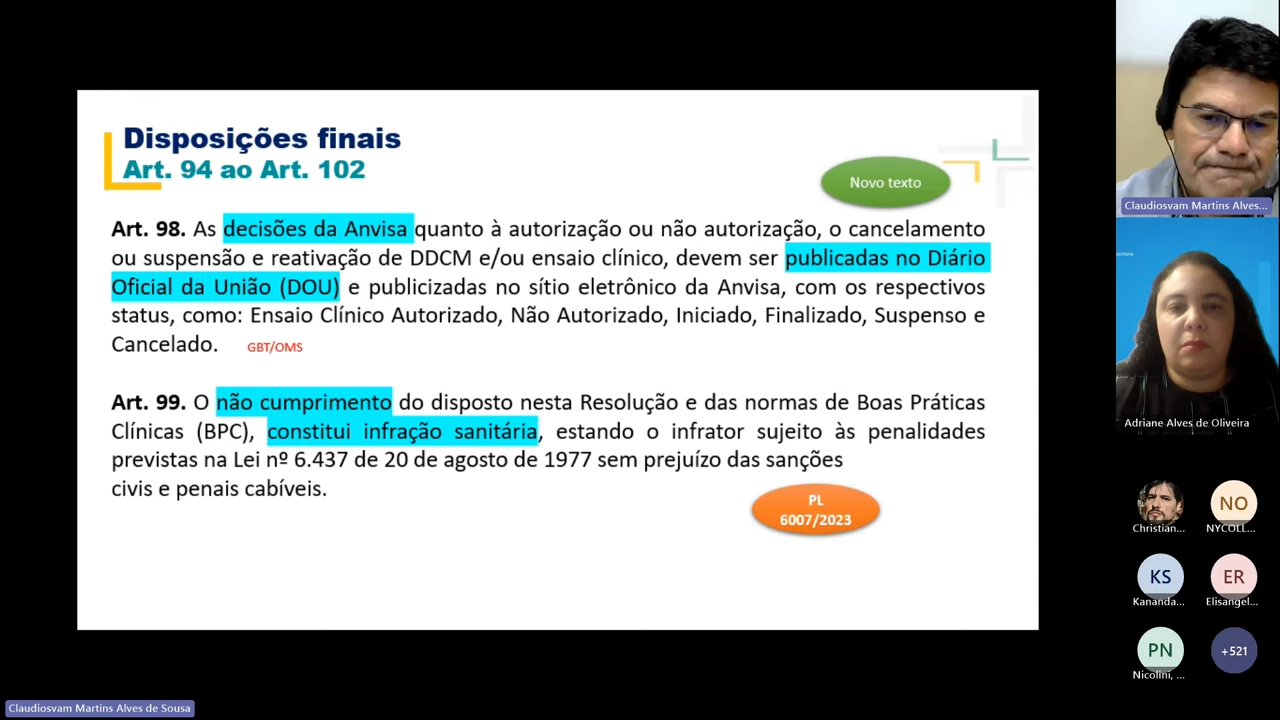 Disposições finais
Art. 94 ao Art. 102
Novo texto
Art. 98. As decisões da Anvisa quanto à autorização ou não autorização, o cancelamento
ou suspensão e reativação de DDCM e/ou ensaio clínico, devem ser publicadas no Diário
Oficial da União (DOU) e publicizadas no sítio eletrônico da Anvisa, com os respectivos
status, como: Ensaio Clínico Autorizado, Não Autorizado, Iniciado, Finalizado, Suspenso e
Cancelado. GBT/OMS
Art. 99. O não cumprimento do disposto nesta Resolução e das normas de Boas Práticas
Clínicas (BPC), constitui infração sanitária, estando o infrator sujeito às penalidades
previstas na Lei nº 6.437 de 20 de agosto de 1977 sem prejuízo das sanções
civis e penais cabíveis.
PL
6007/2023
Claudiosvam Martins Alves...
Adriane Alves de Oliveira
Christian...
NO
NYCOLL...
KS
Kananda...
ER
Elisangel...
PN
Nicolini, ...
+521
Claudiosvam Martins Alves de Sousa